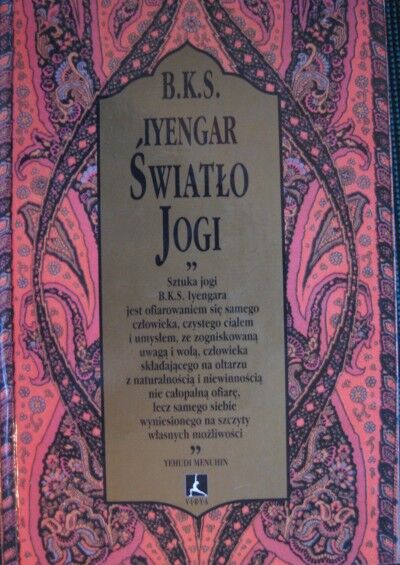 B.K.S.
IYENGAR
ŚWIATŁO
JOGI
”
Sztuka jogi
B.K.S. Iyengara
jest ofiarowaniem się samego
człowieka, czystego ciałem
i umysłem, ze zogniskowaną
uwagą i wolą, człowieka
składającego na ołtarzu
z naturalnością i niewinnością
nie całopalną ofiarę,
lecz samego siebie
wyniesionego na szczyty
własnych możliwości
”
YEHUDI MENUHIN